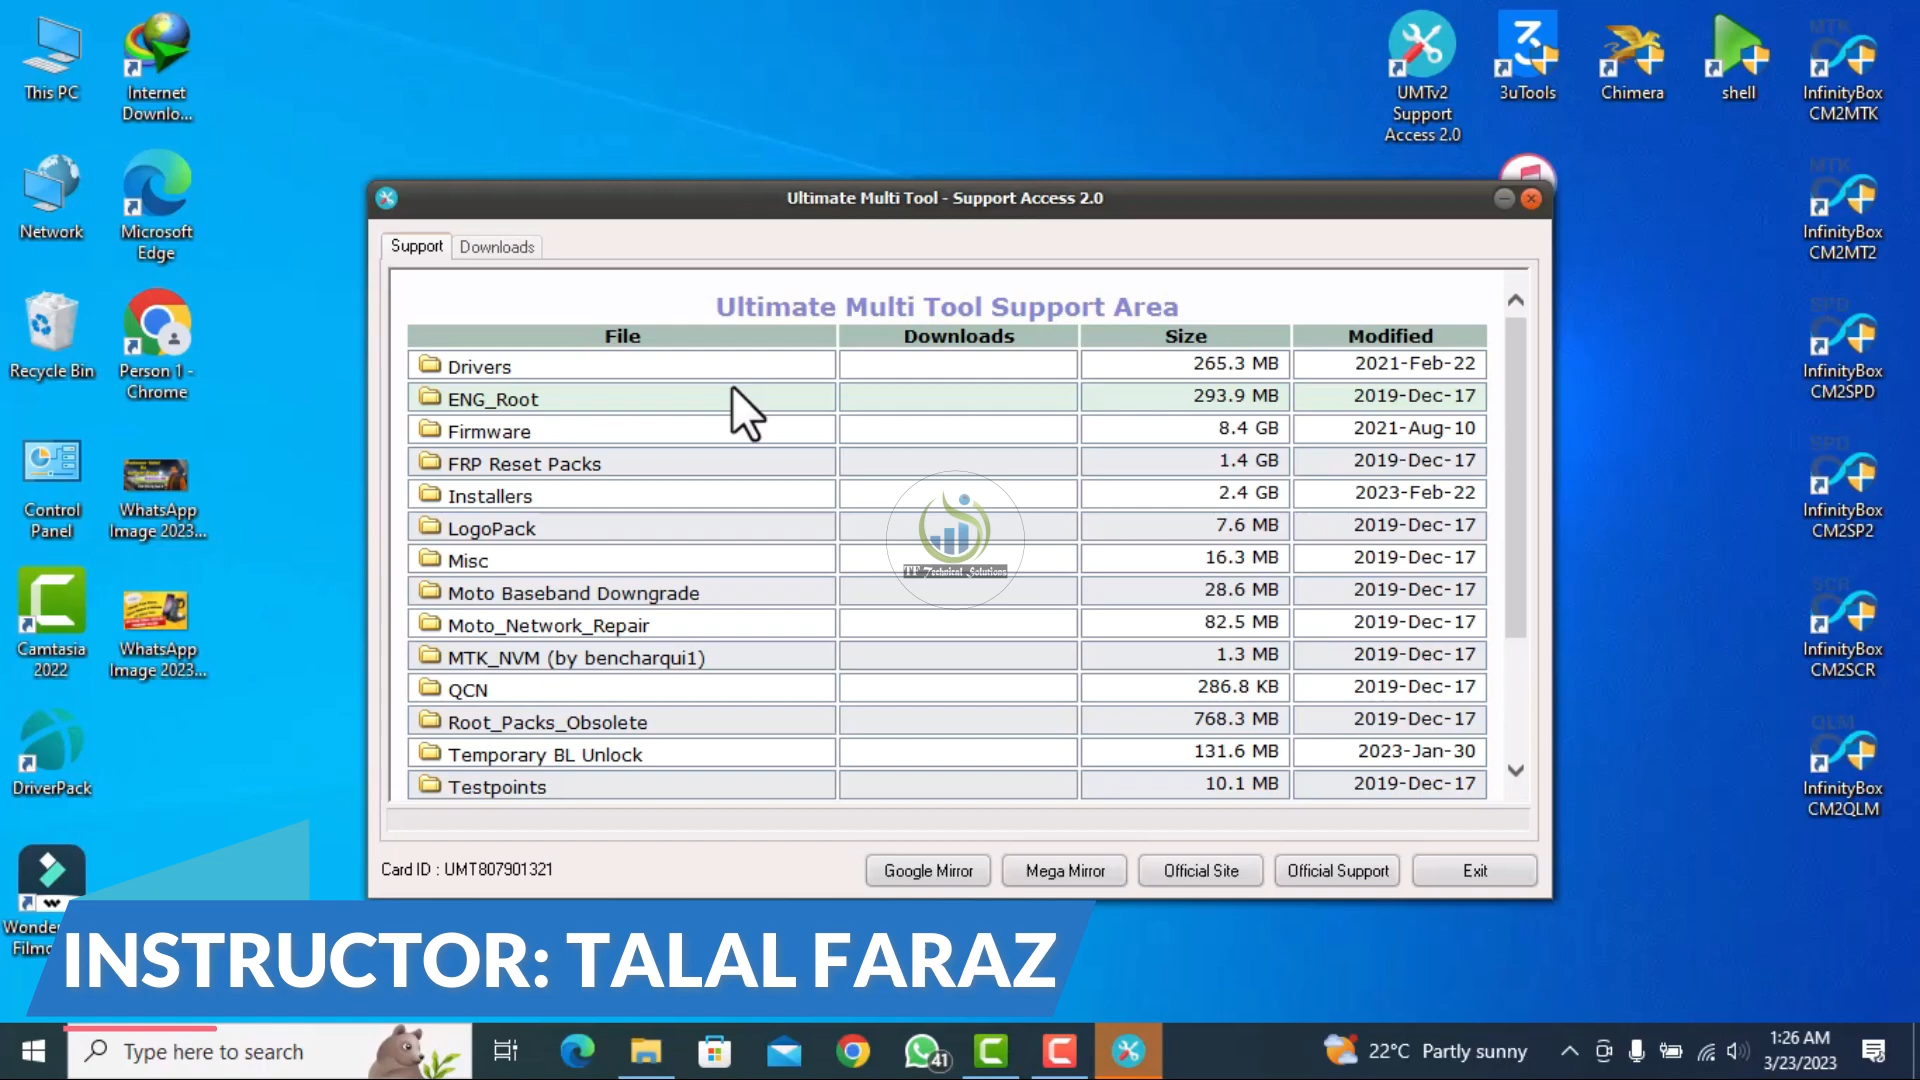 This PC
Internet
Downlo...
Network
Microsoft
Edge
Recycle Bin
Person 1 -
Chrome
Control
Panel
WhatsApp
Image 2023...
Camtasia
2022
WhatsApp
Image 2023...
DriverPack
UMTv2
Support
Access 2.0
3uTools
Chimera
shell
MTK
InfinityBox
CM2MTK
MTK
InfinityBox
CM2MT2
SPD
InfinityBox
CM2SPD
SPD
InfinityBox
CM2SP2
SCR
InfinityBox
CM2SCR
QLM
InfinityBox
CM2QLM
Ultimate Multi Tool - Support Access 2.0
Support Downloads
Ultimate Multi Tool Support Area
File Downloads Size Modified
Drivers 265.3 MB 2021-Feb-22
ENG_Root 293.9 MB 2019-Dec-17
Firmware 8.4 GB 2021-Aug-10
FRP Reset Packs 1.4 GB 2019-Dec-17
Installers 2.4 GB 2023-Feb-22
LogoPack 7.6 MB 2019-Dec-17
Misc 16.3 MB 2019-Dec-17
Moto Baseband Downgrade 28.6 MB 2019-Dec-17
Moto_Network_Repair 82.5 MB 2019-Dec-17
MTK_NVM (by bencharqui1) 1.3 MB 2019-Dec-17
QCN 286.8 KB 2019-Dec-17
Root_Packs_Obsolete 768.3 MB 2019-Dec-17
Temporary BL Unlock 131.6 MB 2023-Jan-30
Testpoints 10.1 MB 2019-Dec-17
TF Technical Solutions
Card ID : UMT807901321
Google Mirror Mega Mirror Official Site Official Support Exit
INSTRUCTOR: TALAL FARAZ
Type here to search
41
22°C Partly sunny
1:26 AM
3/23/2023